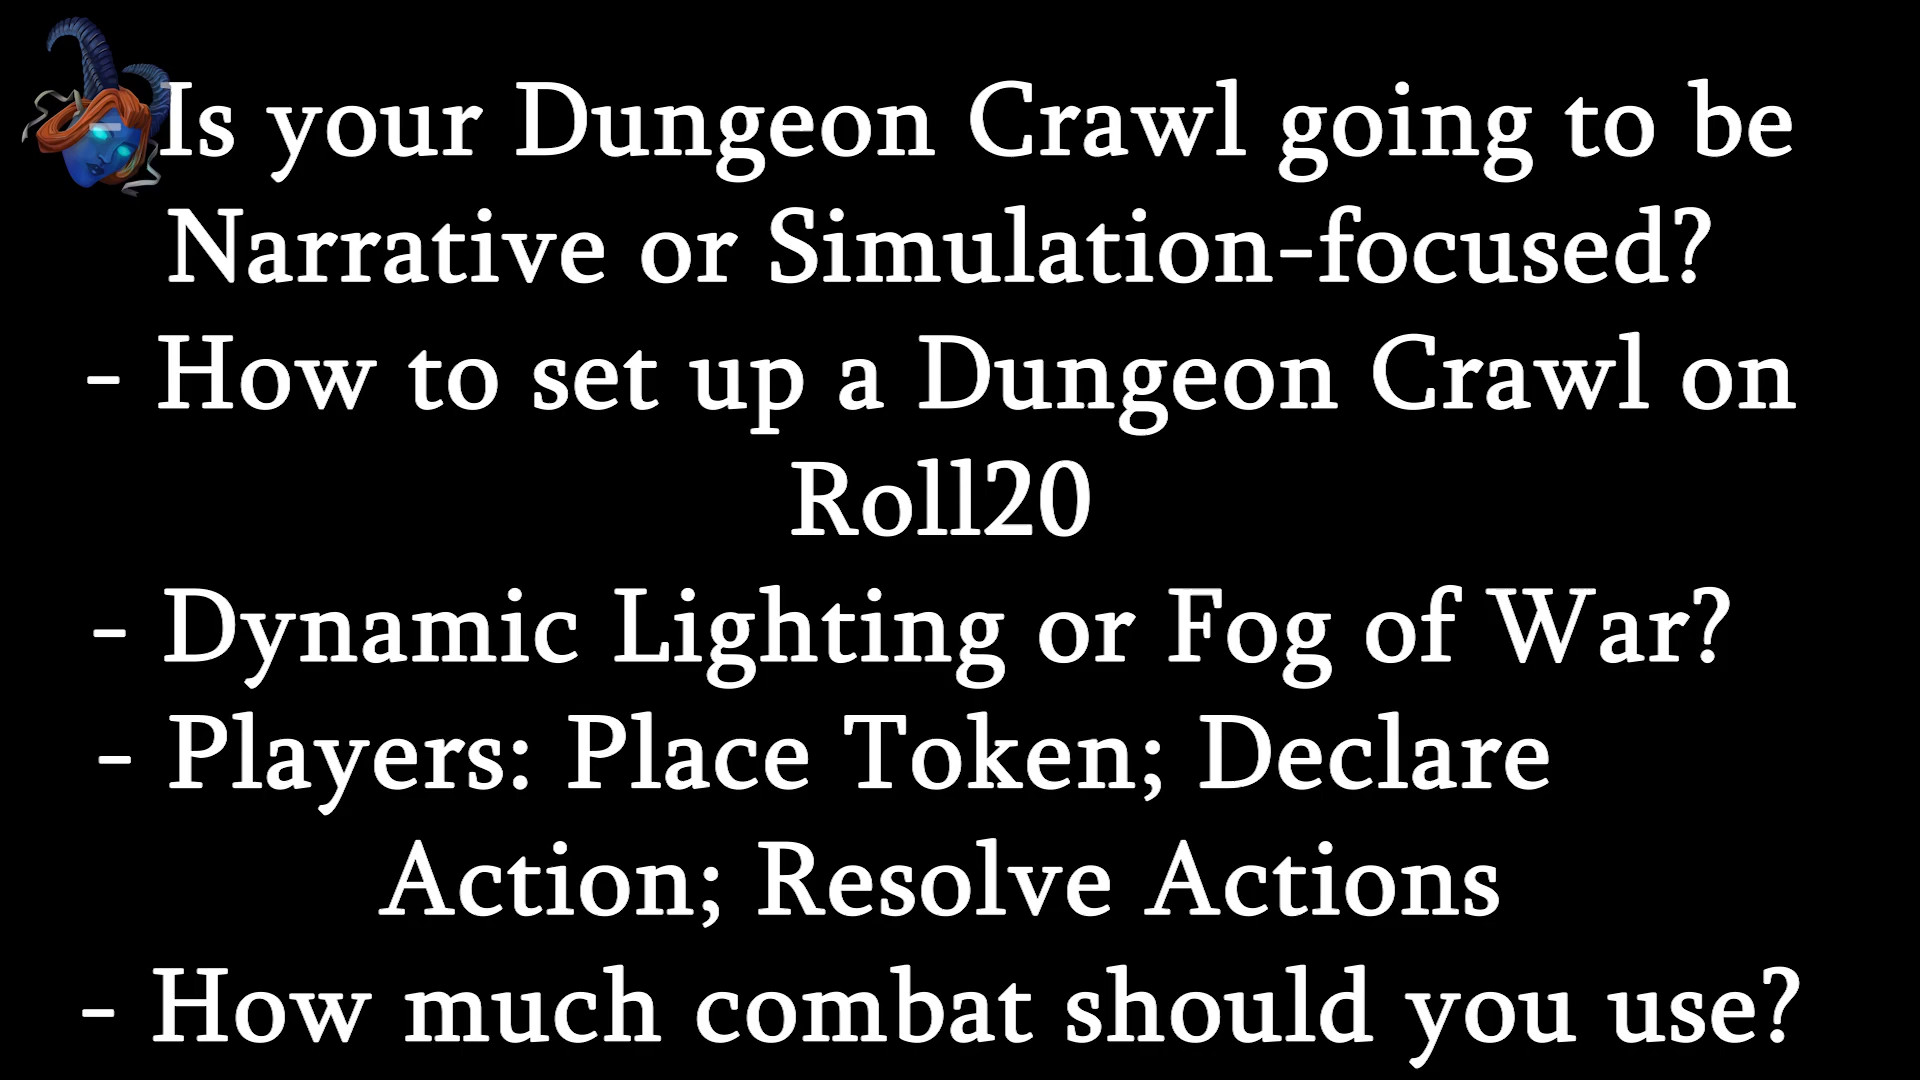 - Is your Dungeon Crawl going to be
Narrative or Simulation-focused?
- How to set up a Dungeon Crawl on
Roll20
- Dynamic Lighting or Fog of War?
- Players: Place Token; Declare
Action; Resolve Actions
- How much combat should you use?